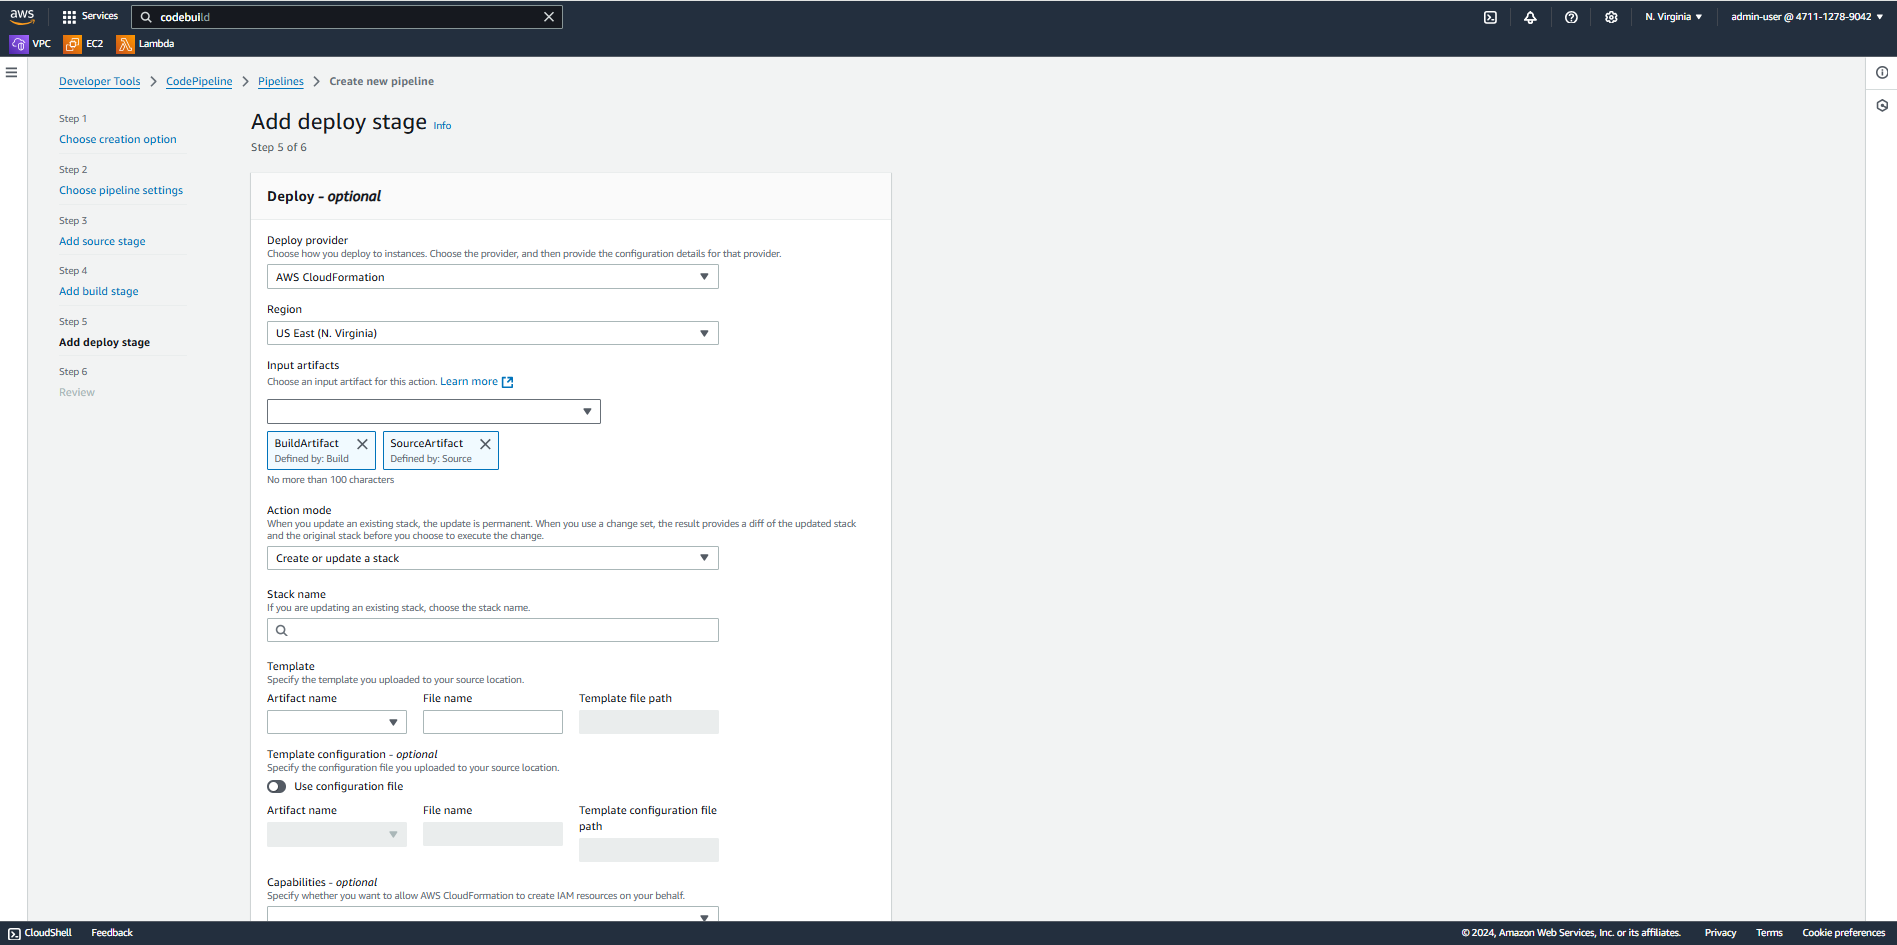 aws
Services
codebuild
N. Virginia
admin-user @ 4711-1278-9042
VPC
EC2
Lambda
Developer Tools
CodePipeline
Pipelines
Create new pipeline
Step 1
Choose creation option
Step 2
Choose pipeline settings
Step 3
Add source stage
Step 4
Add build stage
Step 5
Add deploy stage
Step 6
Review
Add deploy stage Info
Step 5 of 6
Deploy - optional
Deploy provider
Choose how you deploy to instances. Choose the provider, and then provide the configuration details for that provider.
AWS CloudFormation
Region
US East (N. Virginia)
Input artifacts
Choose an input artifact for this action. Learn more
BuildArtifact
Defined by: Build
SourceArtifact
Defined by: Source
No more than 100 characters
Action mode
When you update an existing stack, the update is permanent. When you use a change set, the result provides a diff of the updated stack
and the original stack before you choose to execute the change.
Create or update a stack
Stack name
If you are updating an existing stack, choose the stack name.
Template
Specify the template you uploaded to your source location.
Artifact name
File name
Template file path
Template configuration - optional
Specify the configuration file you uploaded to your source location.
Use configuration file
Artifact name
File name
Template configuration file
path
Capabilities - optional
Specify whether you want to allow AWS CloudFormation to create IAM resources on your behalf.
CloudShell
Feedback
© 2024, Amazon Web Services, Inc. or its affiliates.
Privacy
Terms
Cookie preferences